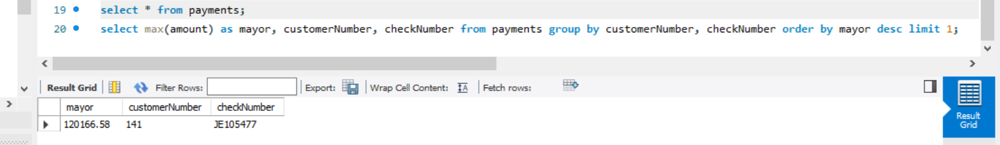 19 select * from payments;
20 select max(amount) as mayor, customerNumber, checkNumber from payments group by customerNumber, checkNumber order by mayor desc limit 1;
Result Grid Filter Rows: Export: Wrap Cell Content: Fetch rows:
mayor customerNumber checkNumber
120166.58 141 JE105477
Result
Grid